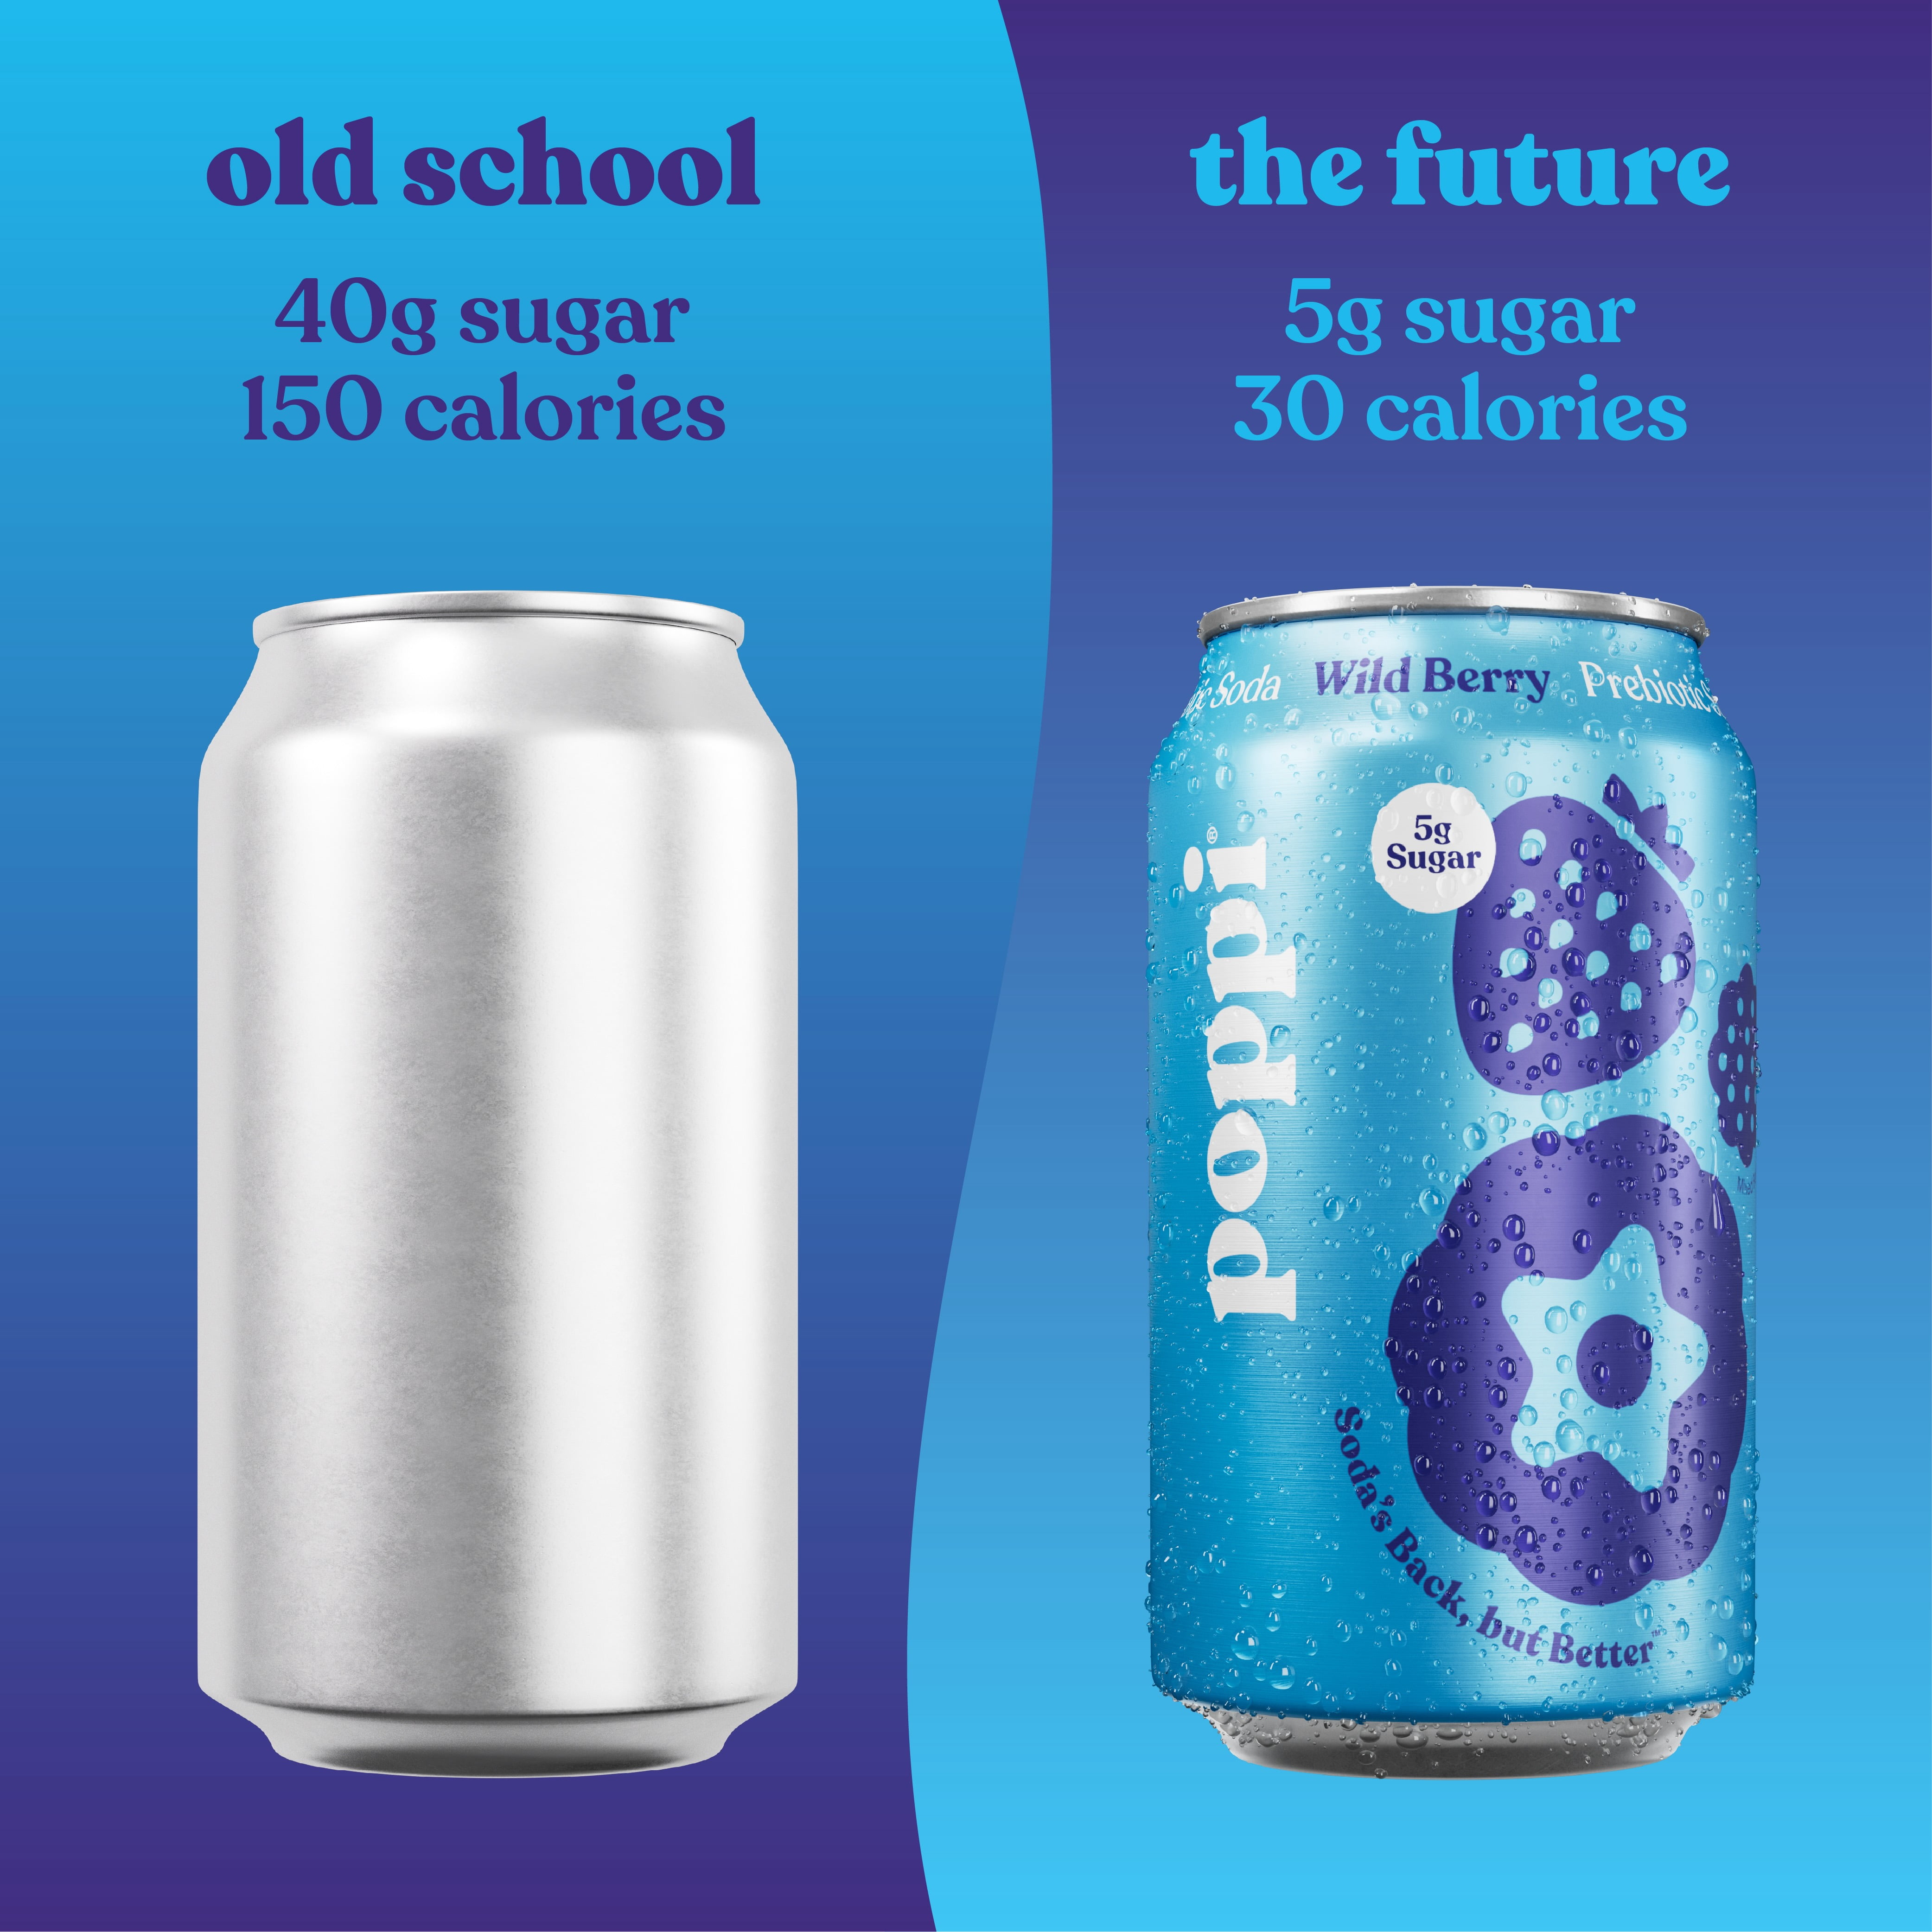 old school
40g sugar
150 calories
the future
5g sugar
30 calories
Soda
Wild Berry
Prebiotic
5g
Sugar
poppi®
Soda's Back, but Better™